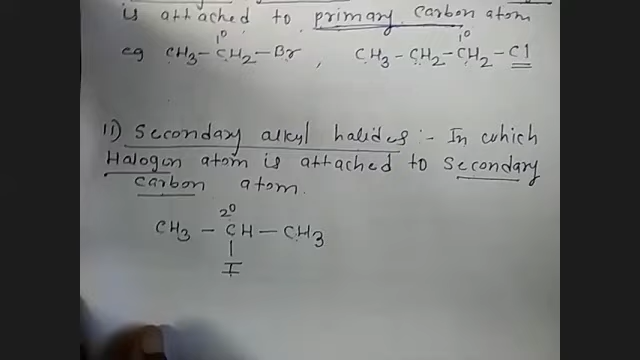 is attached to primary carbon atom
1° 1°
eg CH3 – CH2 – Br , CH3 – CH2 – CH2 – Cl
11) Secondary alkyl halides :- In which
Halogen atom is attached to Secondary
Carbon atom.
2°
CH3 – CH – CH3
|
I